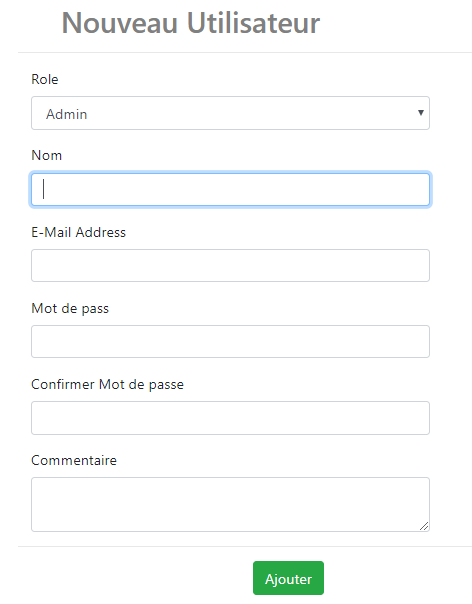 Nouveau Utilisateur
Role
Admin
Nom
E-Mail Address
Mot de pass
Confirmer Mot de passe
Commentaire
Ajouter